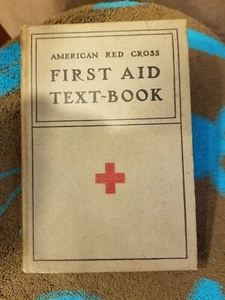 AMERICAN RED CROSS
FIRST AID
TEXT-BOOK